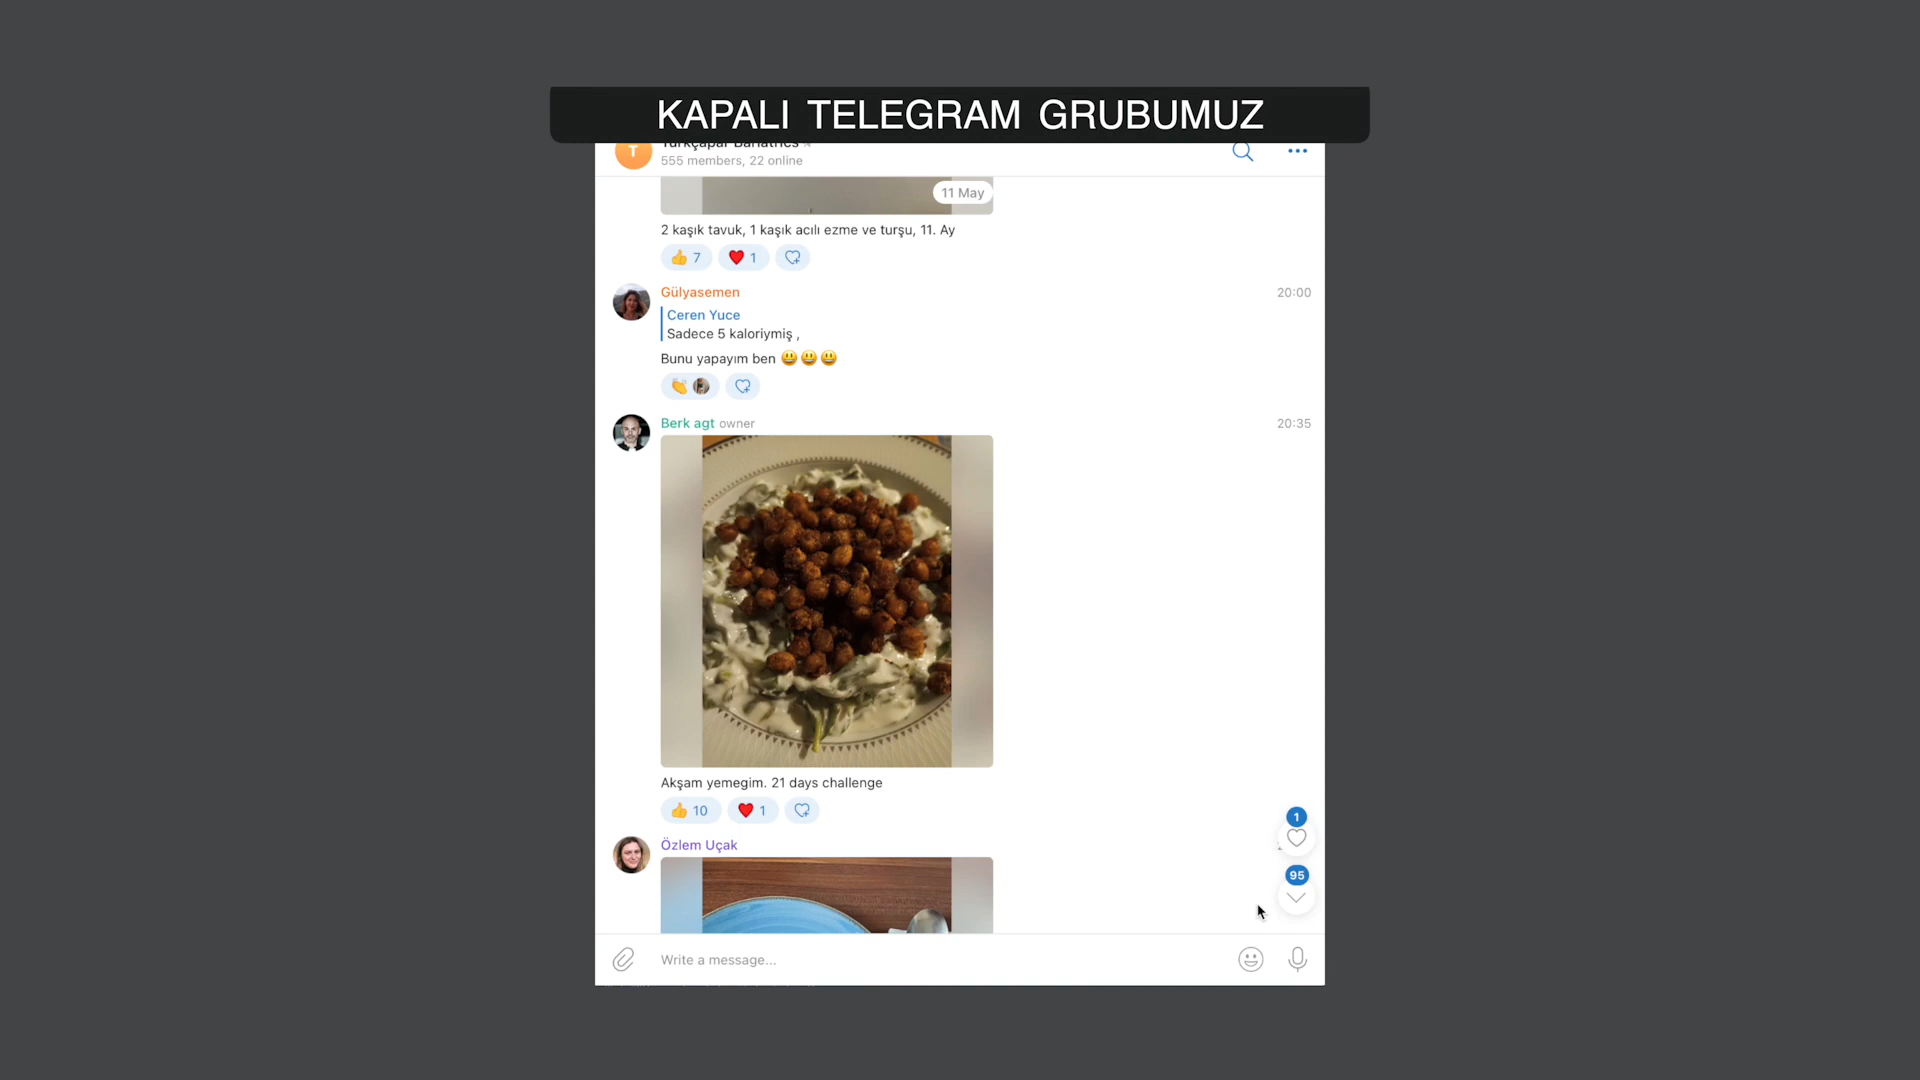 KAPALI TELEGRAM GRUBUMUZ
Türkçapar Bariatrics
T
555 members, 22 online
11 May
2 kaşık tavuk, 1 kaşık acılı ezme ve turşu, 11. Ay
7 1
Gülyasemen 20:00
Ceren Yuce
Sadece 5 kaloriymiş ,
Bunu yapayım ben
Berk agt owner 20:35
Akşam yemegim. 21 days challenge
10 1
1
Özlem Uçak
95
Write a message...